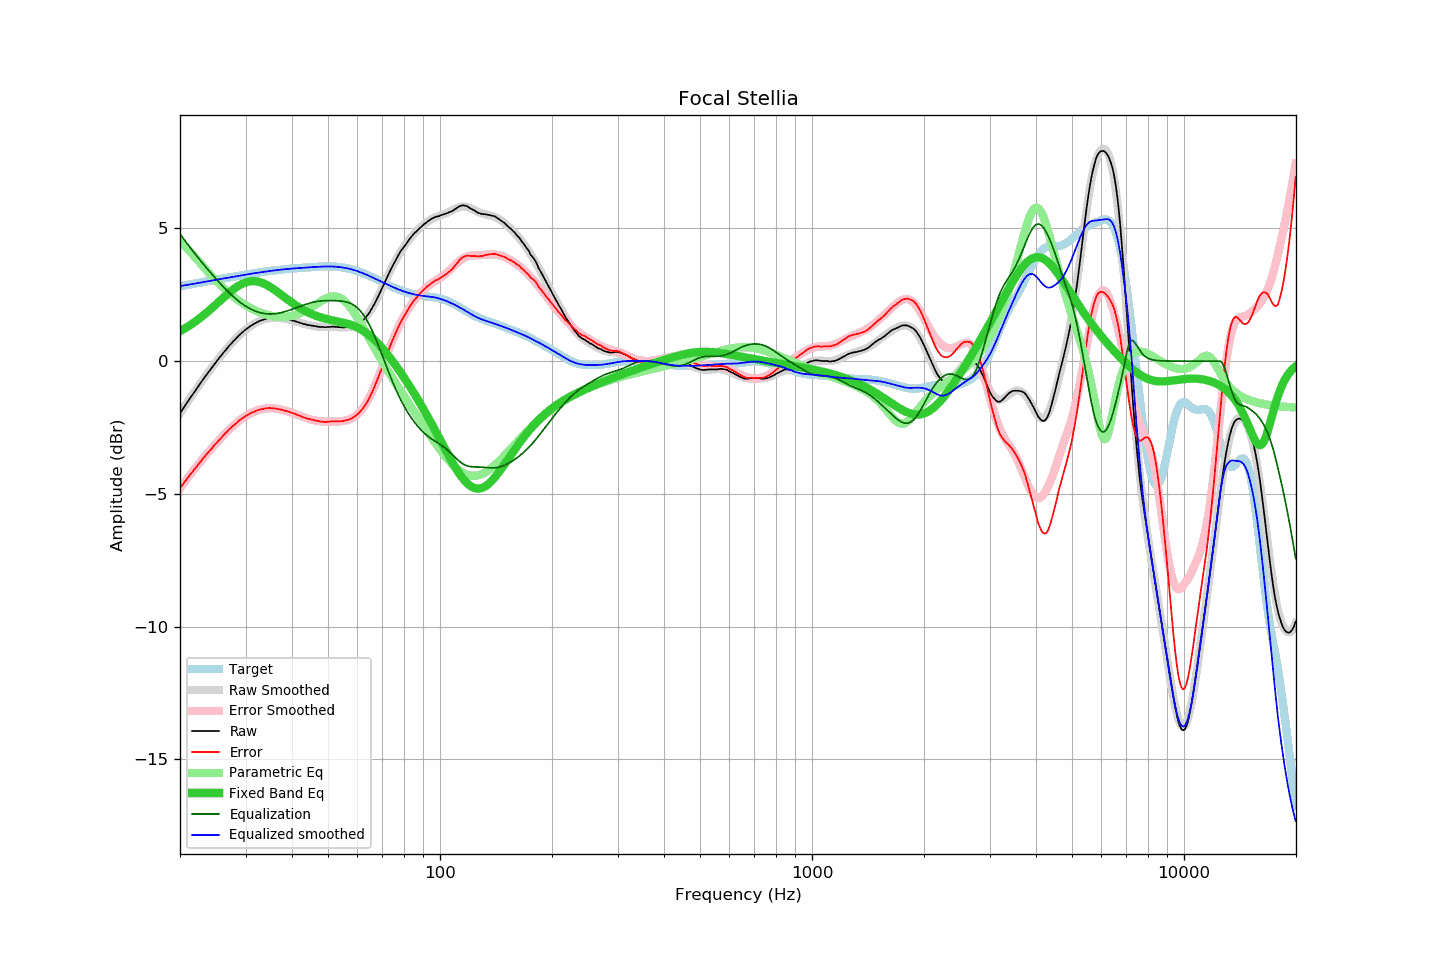 Focal Stellia
5
0
−5
−10
−15
Amplitude (dBr)
Target
Raw Smoothed
Error Smoothed
Raw
Error
Parametric Eq
Fixed Band Eq
Equalization
Equalized smoothed
100 1000 10000
Frequency (Hz)